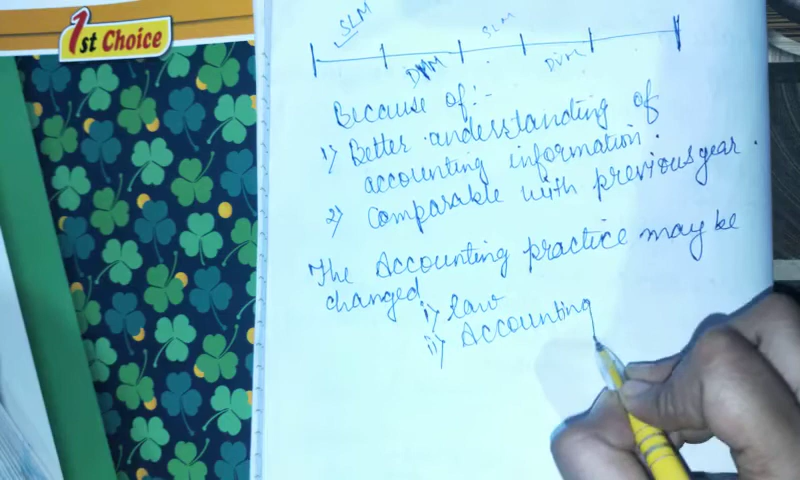 1st Choice
SLM SLM
DMM DVM
Because of :-
1) Better understanding of
accounting information.
2) Comparable with previous year.
The Accounting practice may be
changed
i) law
ii) Accounting